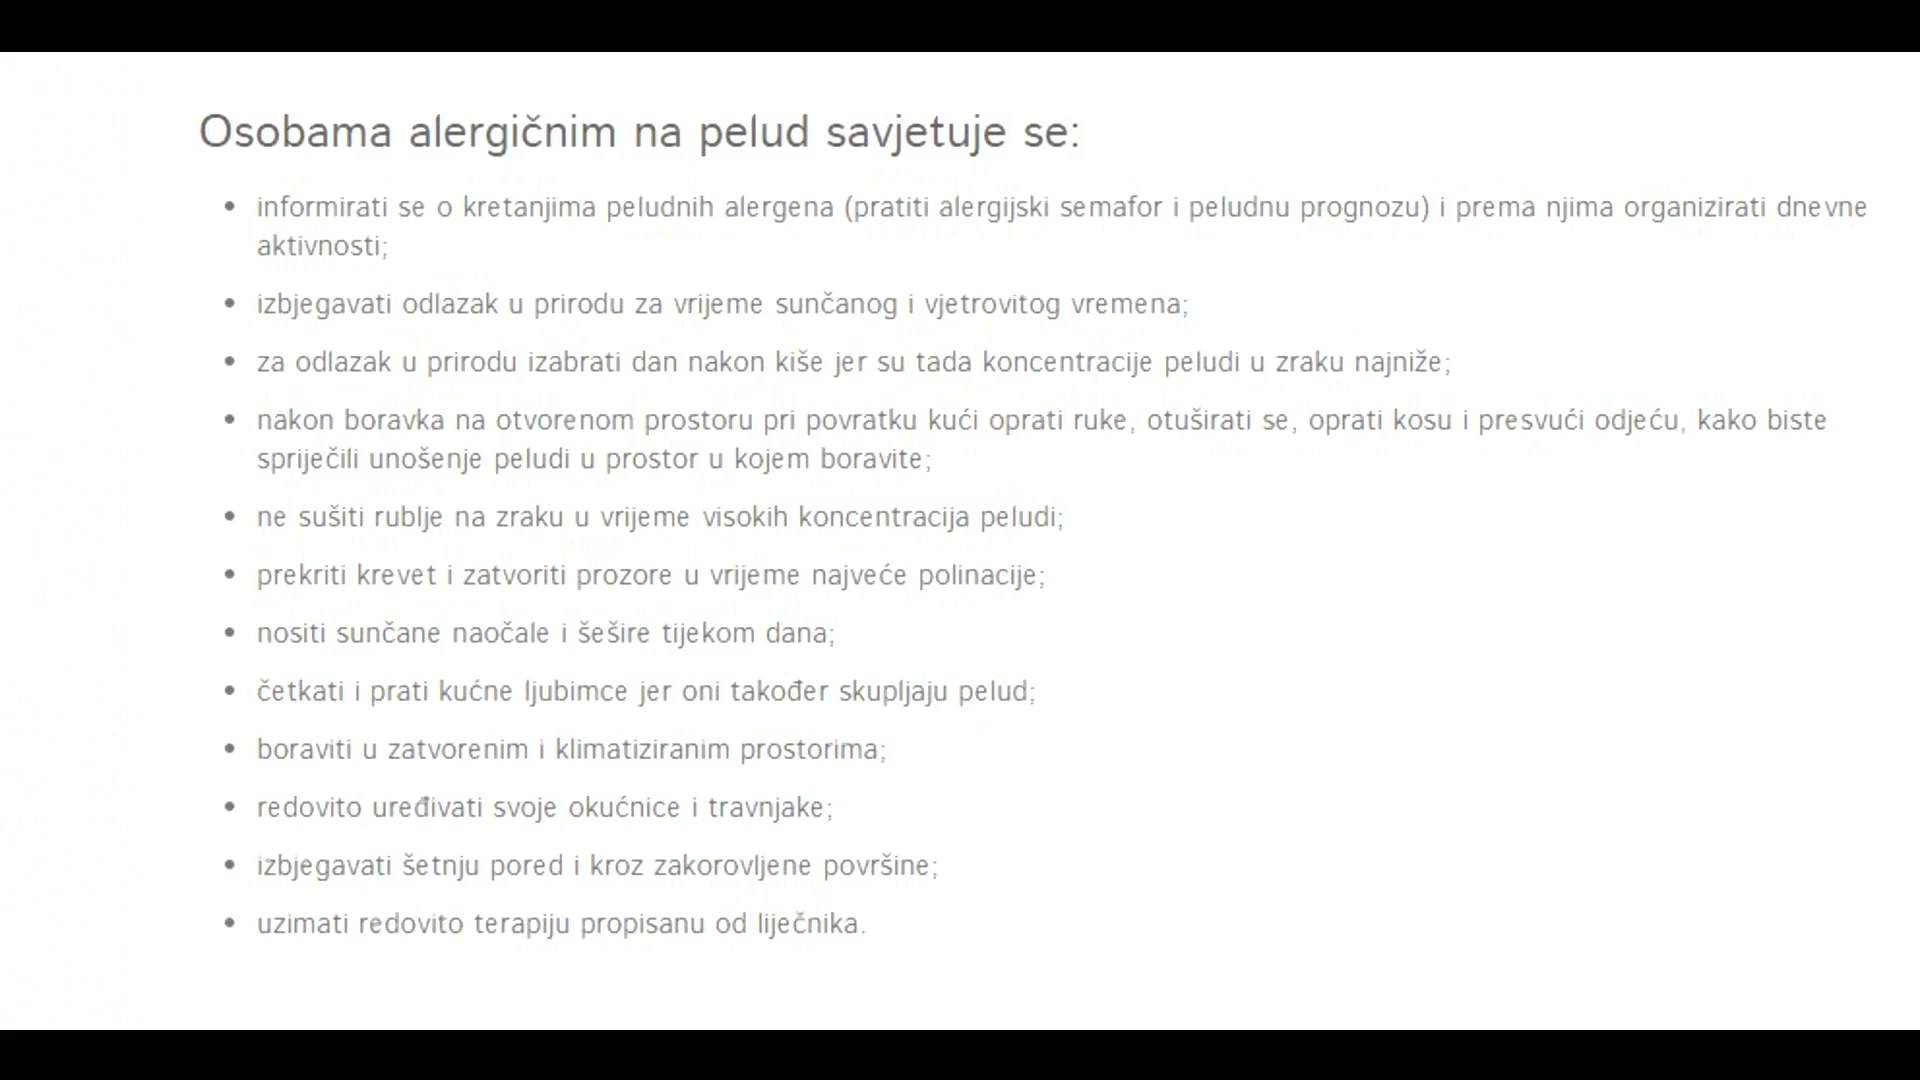 Osobama alergičnim na pelud savjetuje se:
• informirati se o kretanjima peludnih alergena (pratiti alergijski semafor i peludnu prognozu) i prema njima organizirati dnevne
aktivnosti;
• izbjegavati odlazak u prirodu za vrijeme sunčanog i vjetrovitog vremena;
• za odlazak u prirodu izabrati dan nakon kiše jer su tada koncentracije peludi u zraku najniže;
• nakon boravka na otvorenom prostoru pri povratku kući oprati ruke, otuširati se, oprati kosu i presvući odjeću, kako biste
spriječili unošenje peludi u prostor u kojem boravite;
• ne sušiti rublje na zraku u vrijeme visokih koncentracija peludi;
• prekriti krevet i zatvoriti prozore u vrijeme najveće polinacije;
• nositi sunčane naočale i šešire tijekom dana;
• četkati i prati kućne ljubimce jer oni također skupljaju pelud;
• boraviti u zatvorenim i klimatiziranim prostorima;
• redovito uređivati svoje okućnice i travnjake;
• izbjegavati šetnju pored i kroz zakorovljene površine;
• uzimati redovito terapiju propisanu od liječnika.